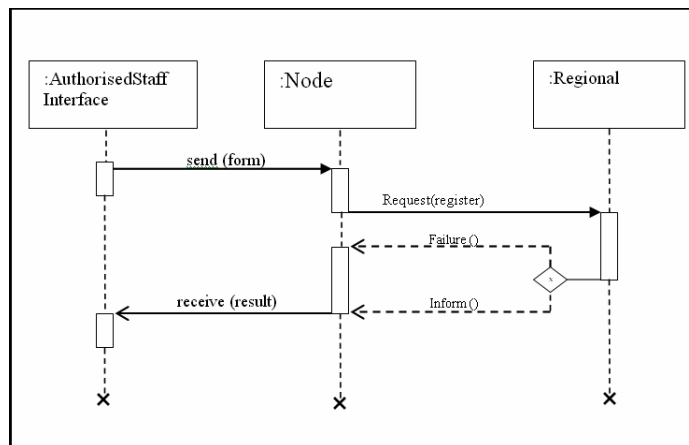 :AuthorisedStaff
Interface
:Node
:Regional
send (form)
Request(register)
Failure ()
x
Inform ()
receive (result)